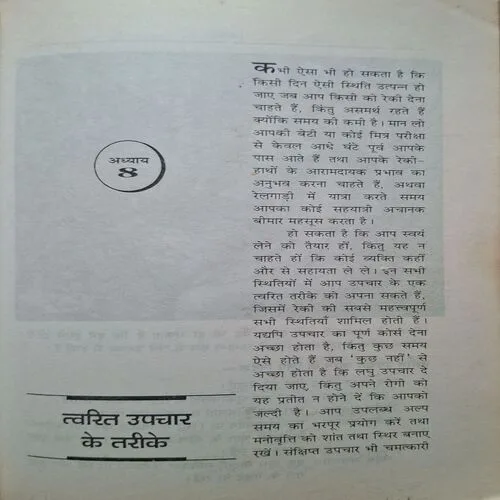 अध्याय
8
त्वरित उपचार
के तरीके
कभी ऐसा भी हो सकता है कि
किसी दिन ऐसी स्थिति उत्पन्न हो
जाए जब आप किसी को रेकी देना
चाहते हैं, किंतु असमर्थ रहते हैं
क्योंकि समय की कमी है। मान लो
आपकी बेटी या कोई मित्र परीक्षा
से केवल आधे घंटे पूर्व आपके
पास आते हैं तथा आपके रेकी-
हाथों के आरामदायक प्रभाव का
अनुभव करना चाहते हैं, अथवा
रेलगाड़ी में यात्रा करते समय
आपका कोई सहयात्री अचानक
बीमार महसूस करता है।
हो सकता है कि आप स्वयं
लेने को तैयार हों, किंतु यह न
चाहते हों कि कोई व्यक्ति कहीं
और से सहायता ले ले। इन सभी
स्थितियों में आप उपचार के एक
त्वरित तरीके को अपना सकते हैं,
जिसमें रेकी की सबसे महत्त्वपूर्ण
सभी स्थितियाँ शामिल होती हैं।
यद्यपि उपचार का पूर्ण कोर्स देना
अच्छा होता है, किंतु कुछ समय
ऐसे होते हैं जब 'कुछ नहीं' से
अच्छा होता है कि लघु उपचार दे
दिया जाए, किंतु अपने रोगी को
यह प्रतीत न होने दें कि आपको
जल्दी है। आप उपलब्ध अल्प
समय का भरपूर प्रयोग करें तथा
मनोवृत्ति को शांत तथा स्थिर बनाए
रखें। संक्षिप्त उपचार भी चमत्कारी